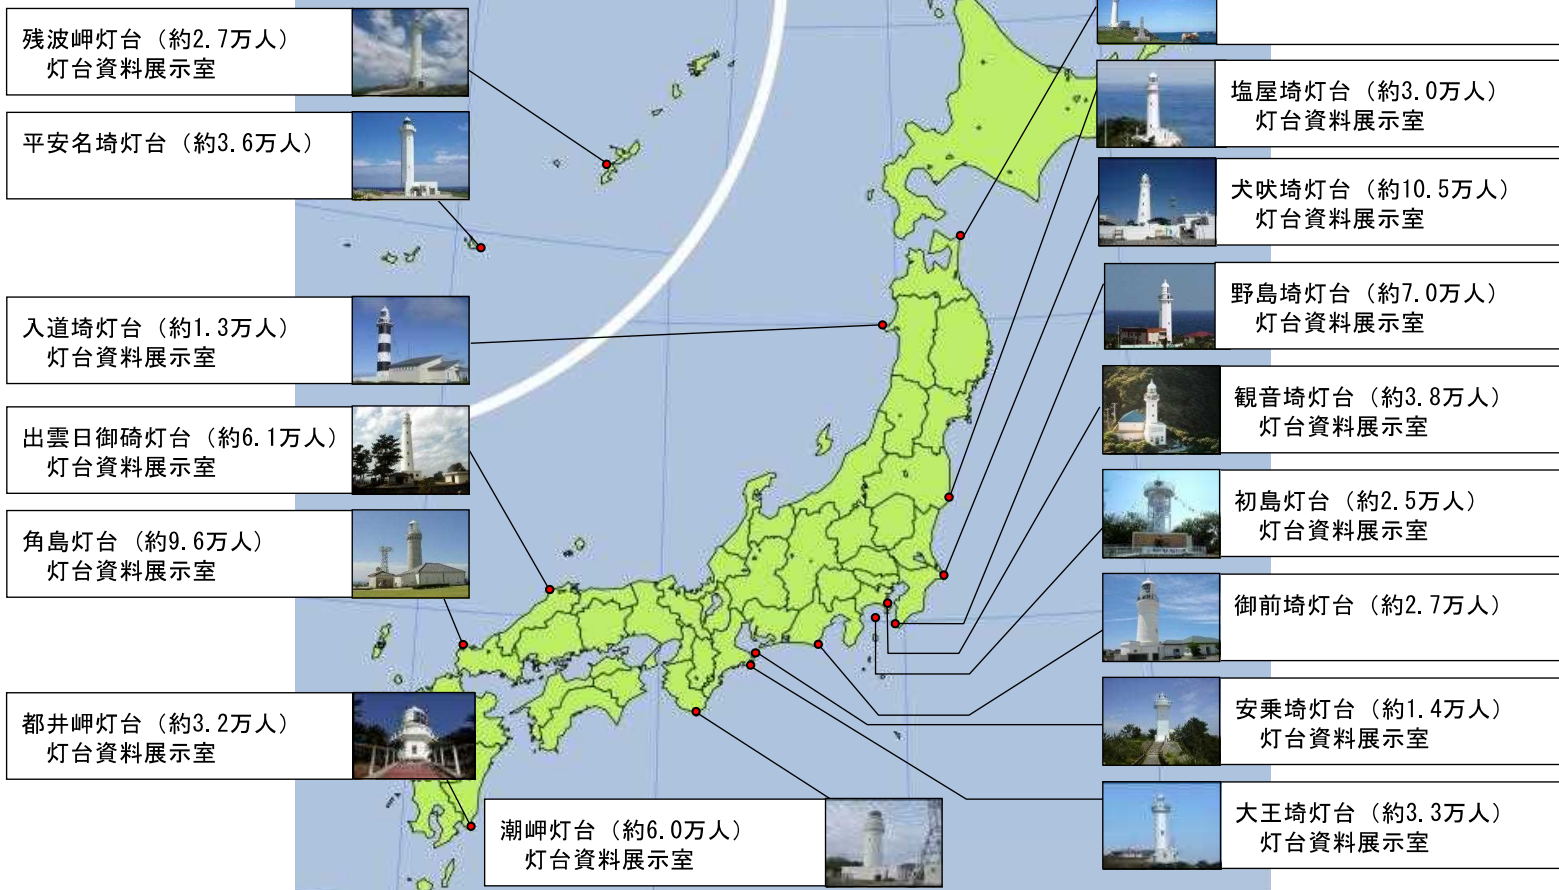 残波岬灯台（約2.7万人）
灯台資料展示室
平安名埼灯台（約3.6万人）
入道埼灯台（約1.3万人）
灯台資料展示室
出雲日御碕灯台（約6.1万人）
灯台資料展示室
角島灯台（約9.6万人）
灯台資料展示室
都井岬灯台（約3.2万人）
灯台資料展示室
潮岬灯台（約6.0万人）
灯台資料展示室
塩屋埼灯台（約3.0万人）
灯台資料展示室
犬吠埼灯台（約10.5万人）
灯台資料展示室
野島埼灯台（約7.0万人）
灯台資料展示室
観音埼灯台（約3.8万人）
灯台資料展示室
初島灯台（約2.5万人）
灯台資料展示室
御前埼灯台（約2.7万人）
安乗埼灯台（約1.4万人）
灯台資料展示室
大王埼灯台（約3.3万人）
灯台資料展示室